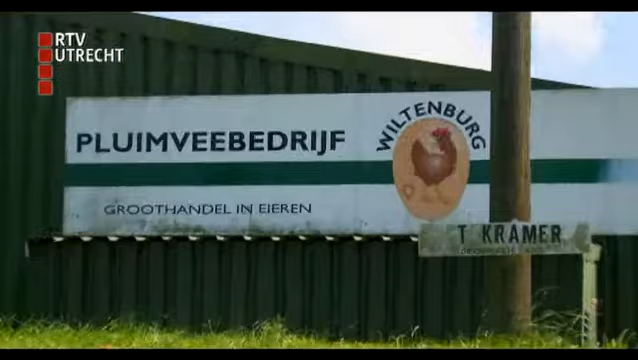 RTV
UTRECHT
PLUIMVEEBEDRIJF
WILTENBURG
GROOTHANDEL IN EIEREN
T KRAMER